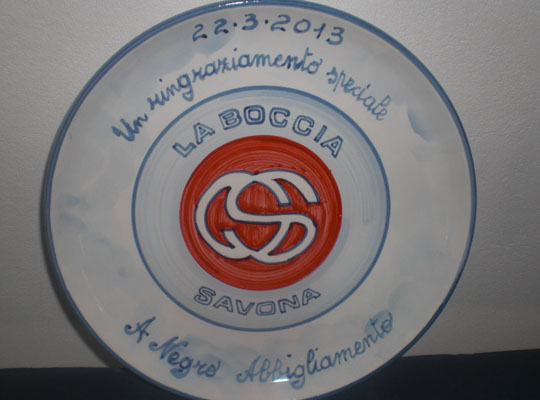 22.3.2013
Un ringraziamento speciale
LA BOCCIA
SAVONA
A Negro Abbigliamento